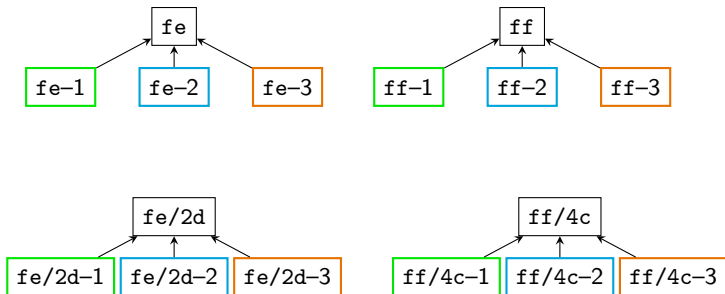 fe ff
fe–1 fe–2 fe–3 ff–1 ff–2 ff–3
fe/2d ff/4c
fe/2d–1 fe/2d–2 fe/2d–3 ff/4c–1 ff/4c–2 ff/4c–3